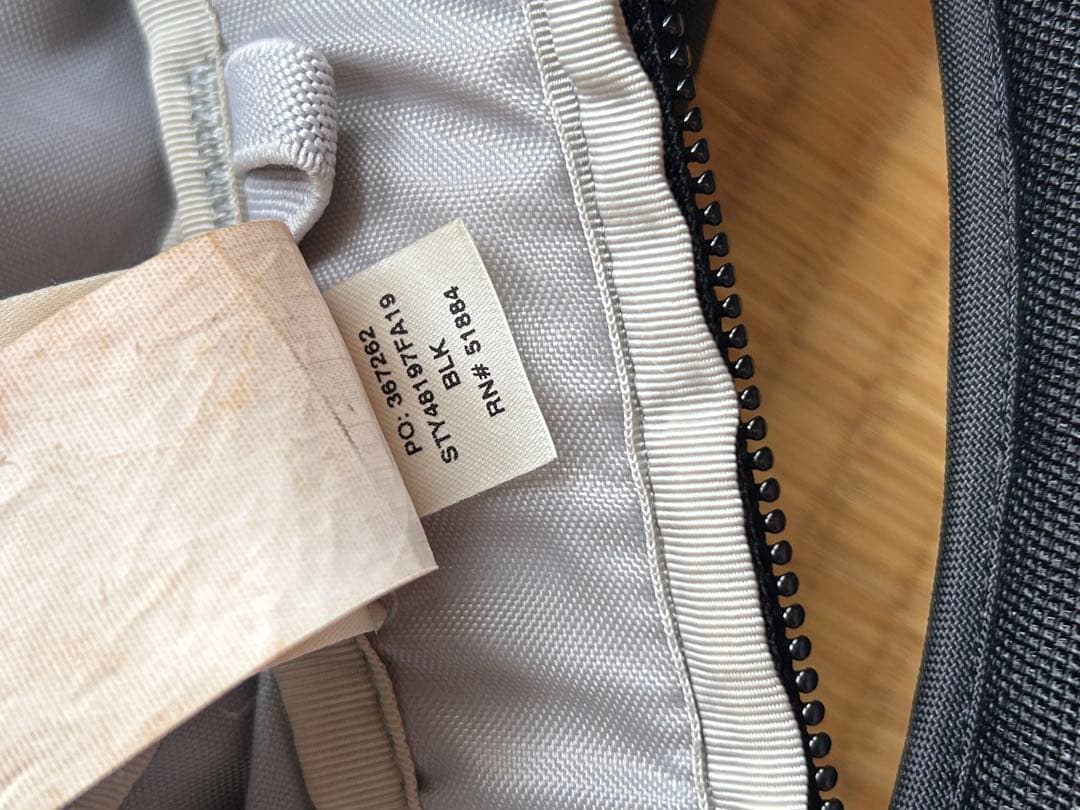 PO: 367262
STY48197FA19
BLK
RN# 51884